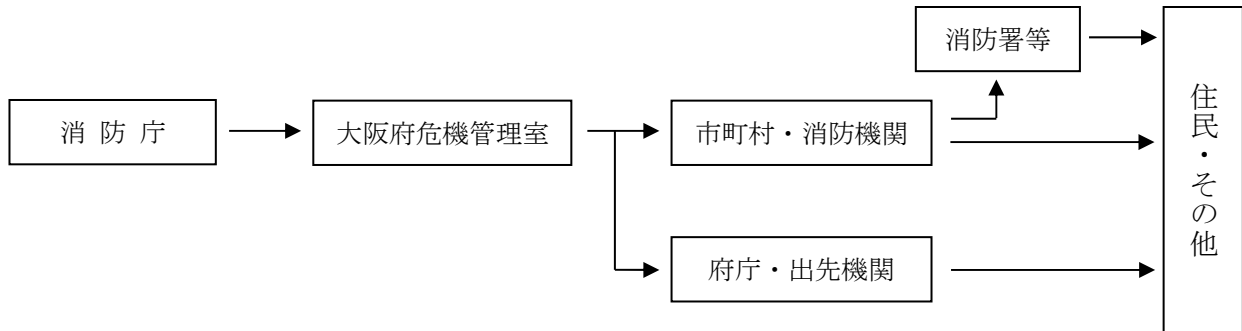 消防署等
消 防 庁
大阪府危機管理室
市町村・消防機関
府庁・出先機関
住民・その他